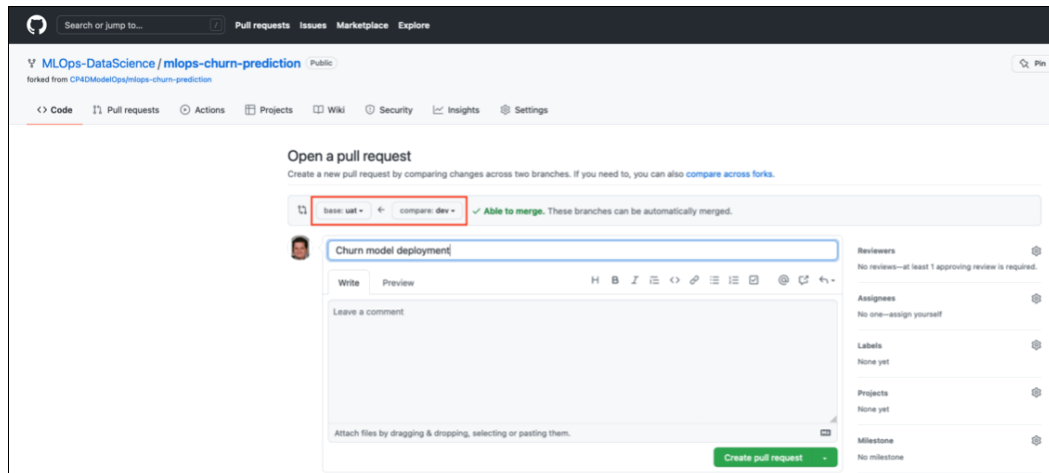 Search or jump to... /
Pull requests Issues Marketplace Explore
MLOps-DataScience / mlops-churn-prediction Public
Pin
forked from CP4DModelOps/mlops-churn-prediction
<> Code Pull requests Actions Projects Wiki Security Insights Settings
Open a pull request
Create a new pull request by comparing changes across two branches. If you need to, you can also compare across forks.
base: uat ← compare: dev ✓ Able to merge. These branches can be automatically merged.
Churn model deployment
Write Preview H B I <> @
Leave a comment
Attach files by dragging & dropping, selecting or pasting them.
Create pull request
Reviewers
No reviews—at least 1 approving review is required.
Assignees
No one—assign yourself
Labels
None yet
Projects
None yet
Milestone
No milestone